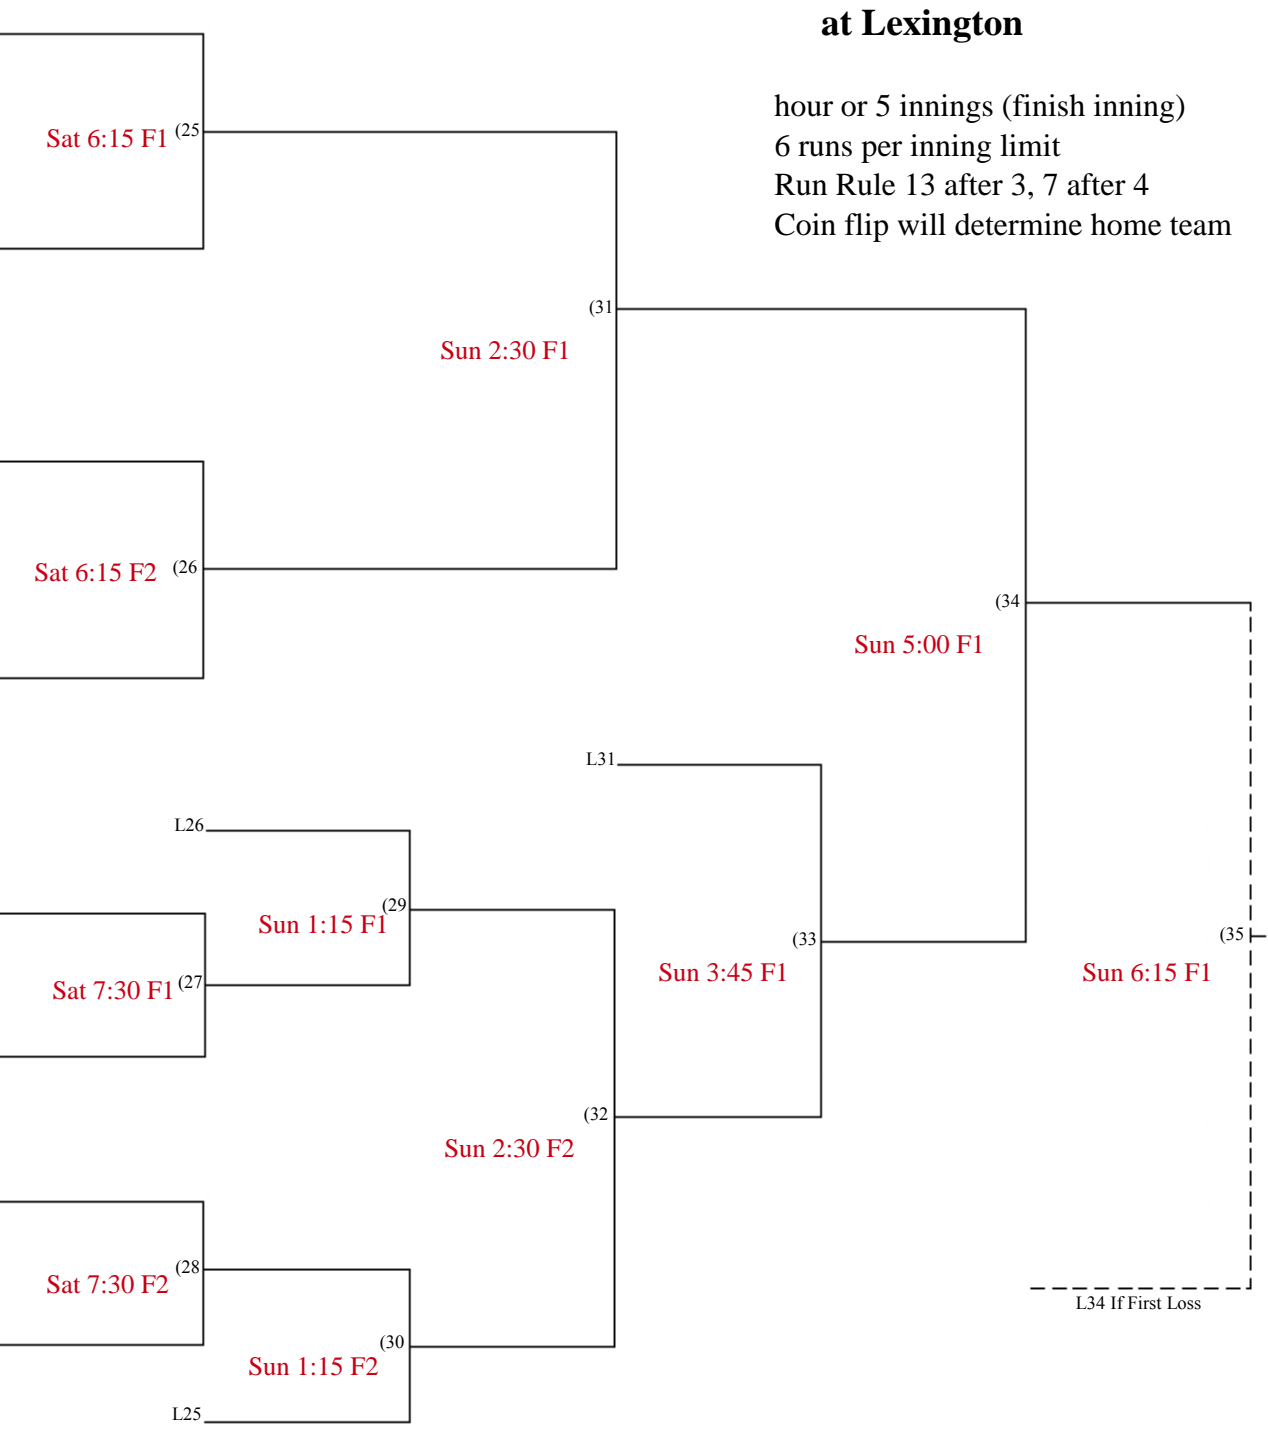 at Lexington
hour or 5 innings (finish inning)
6 runs per inning limit
Run Rule 13 after 3, 7 after 4
Coin flip will determine home team
Sat 6:15 F1 (25
(31
Sun 2:30 F1
Sat 6:15 F2 (26
(34
Sun 5:00 F1
L31
L26
(29
Sun 1:15 F1
(33
(35
Sun 3:45 F1
Sun 6:15 F1
Sat 7:30 F1 (27
(32
Sun 2:30 F2
(28
Sat 7:30 F2
L34 If First Loss
(30
Sun 1:15 F2
L25